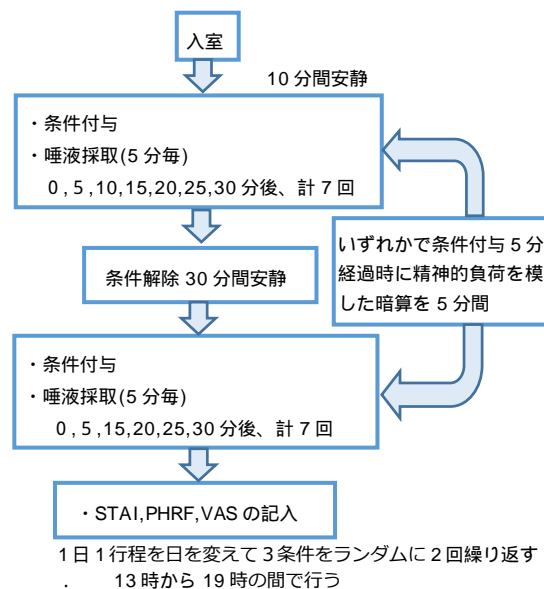 入室
10 分間安静
・条件付与
・唾液採取(5 分毎)
0 , 5 ,10,15,20,25,30 分後、計 7 回
いずれかで条件付与 5 分
経過時に精神的負荷を模
した暗算を 5 分間
条件解除 30 分間安静
・条件付与
・唾液採取(5 分毎)
0 , 5 ,15,20,25,30 分後、計 7 回
・STAI,PHRF,VAS の記入
1 日 1 行程を日を変えて 3 条件をランダムに 2 回繰り返す
. 13 時から 19 時の間で行う